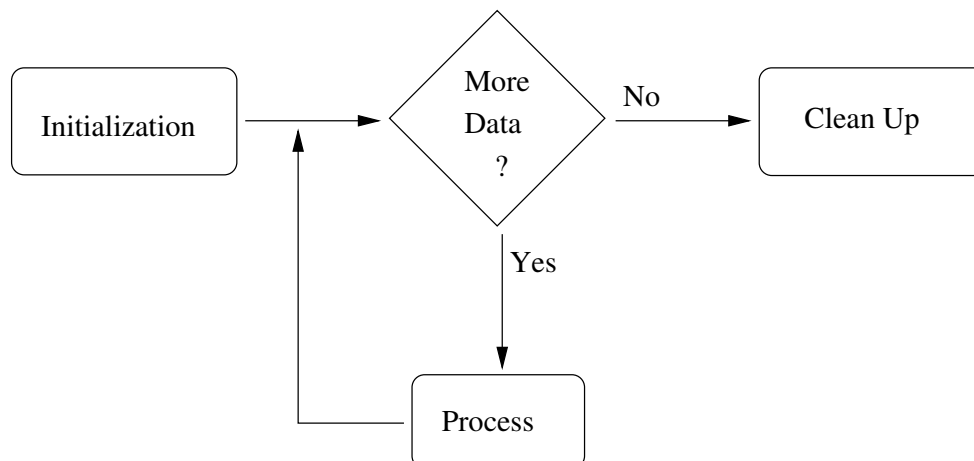 Initialization
More
Data
?
No
Clean Up
Yes
Process